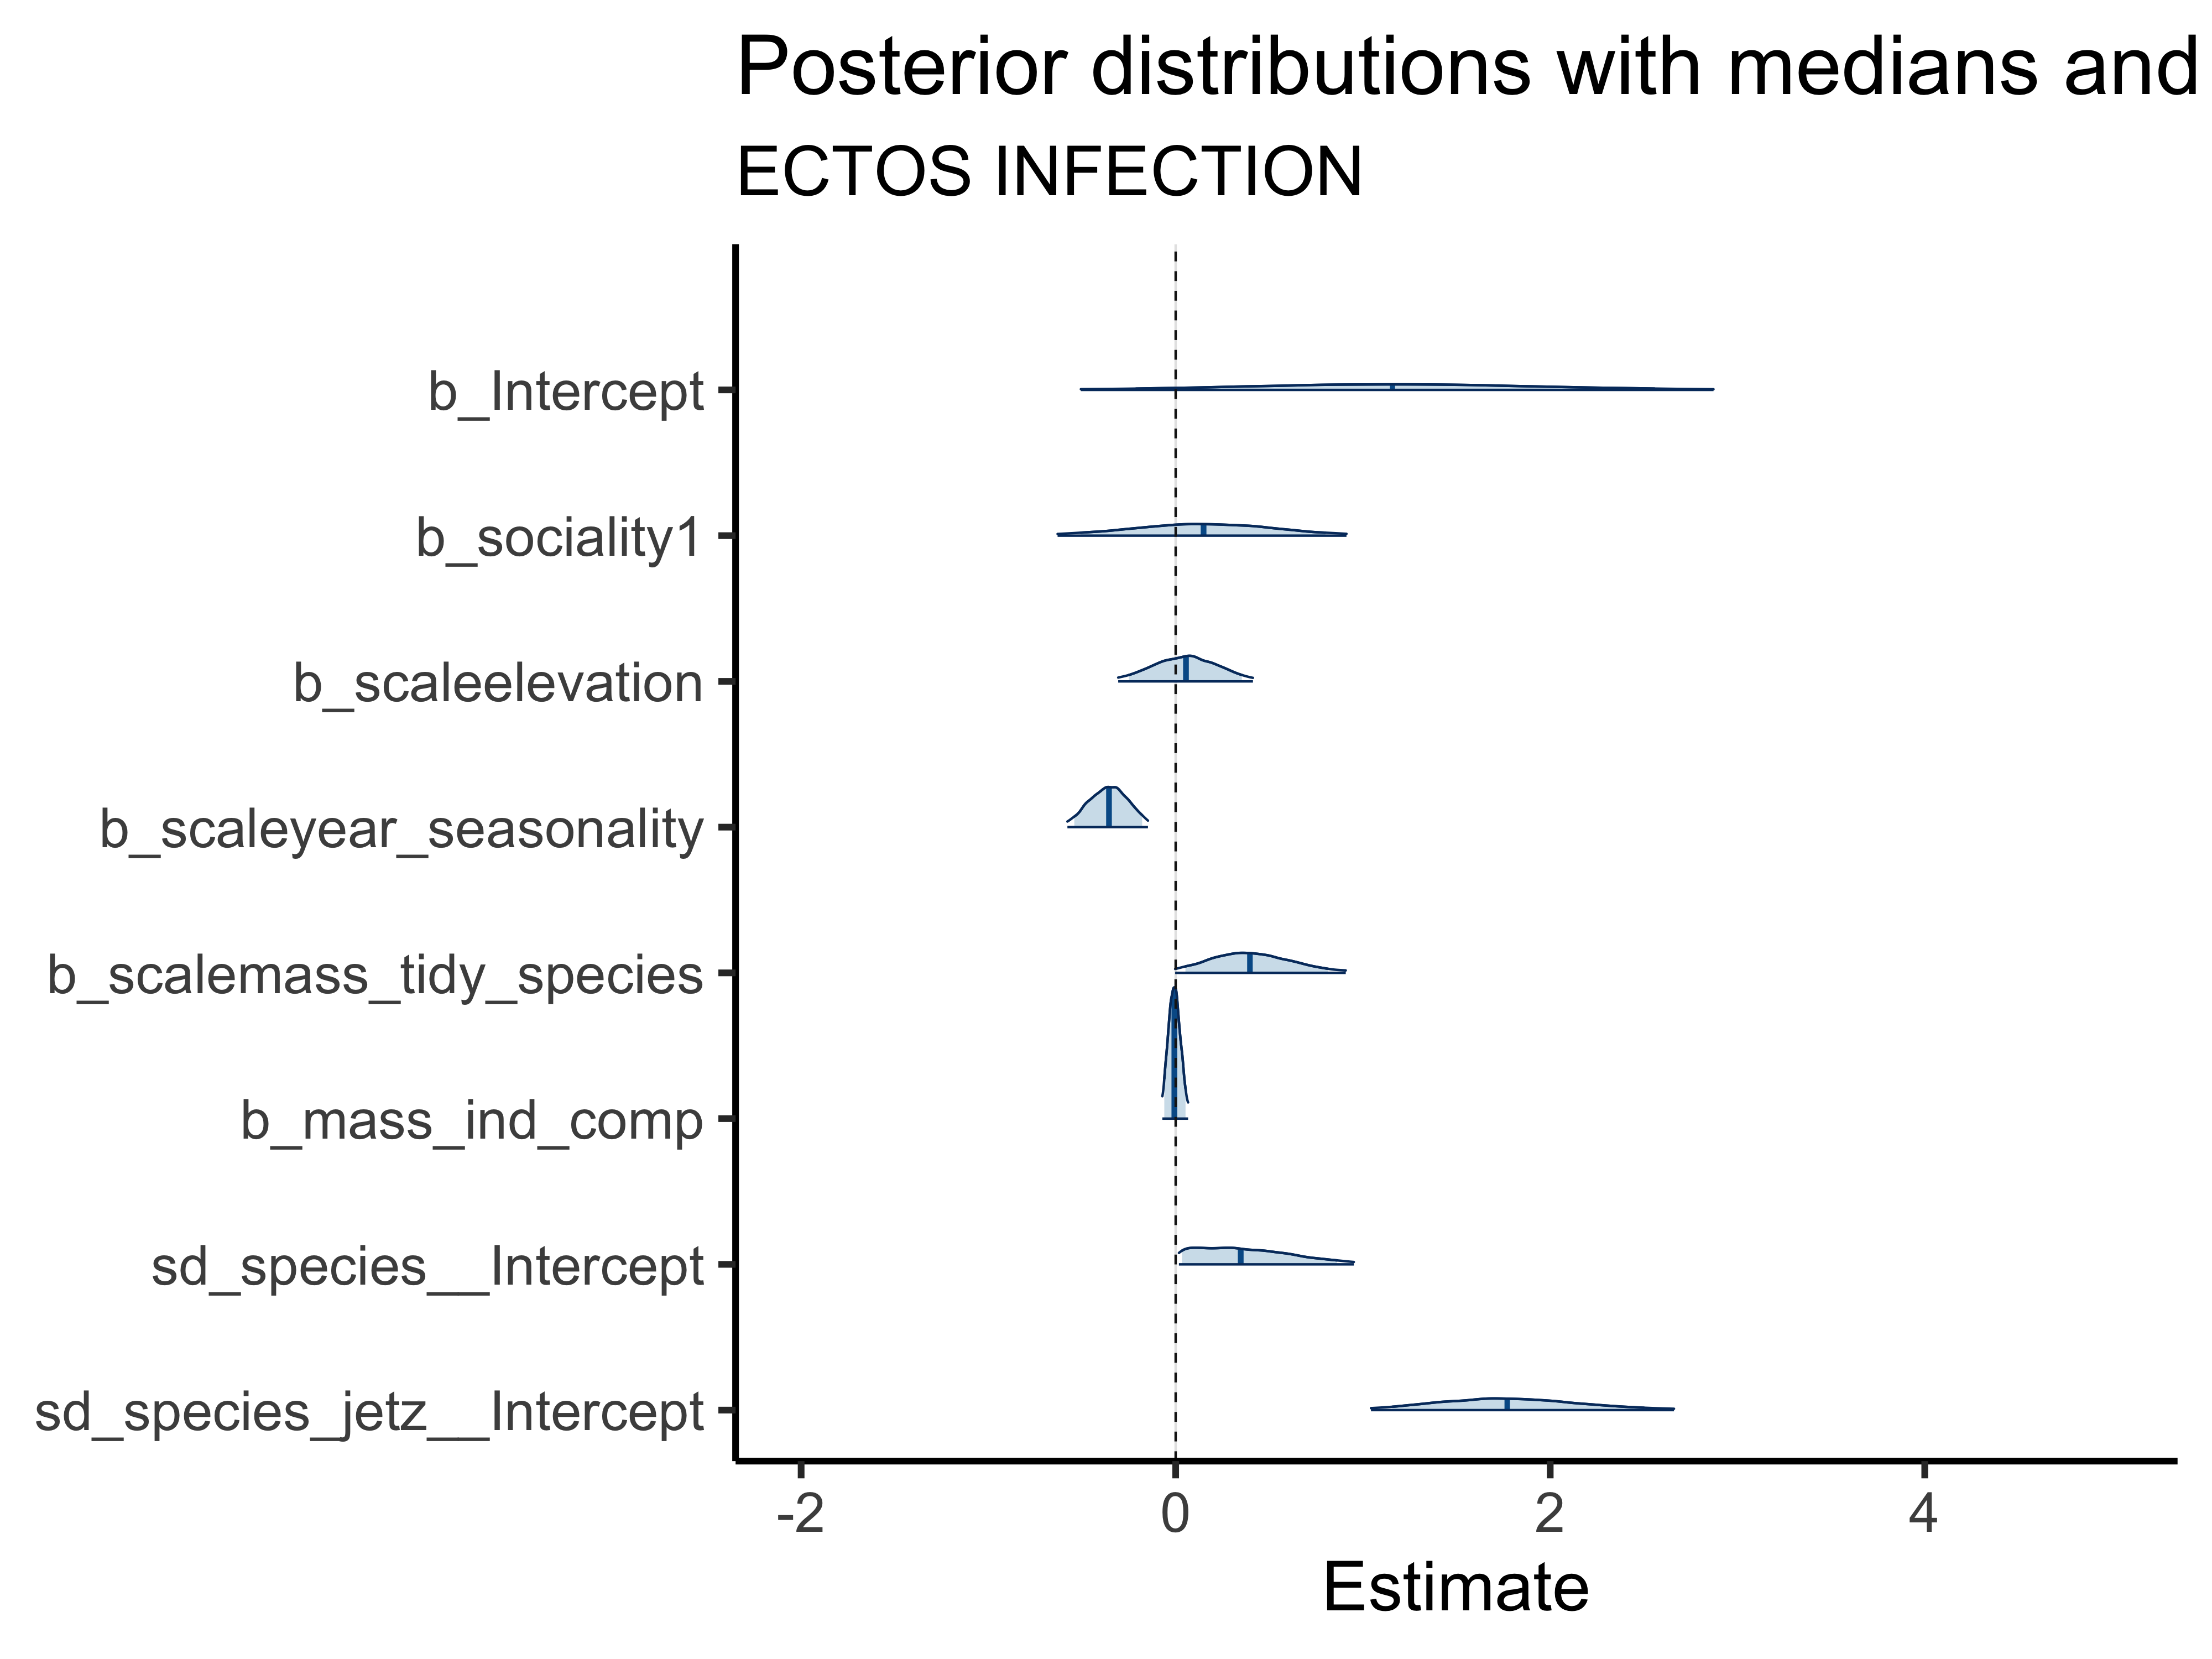 Posterior distributions with medians and
ECTOS INFECTION
b_Intercept
b_sociality1
b_scaleelevation
b_scaleyear_seasonality
b_scalemass_tidy_species
b_mass_ind_comp
sd_species__Intercept
sd_species_jetz__Intercept
-2 0 2 4
Estimate